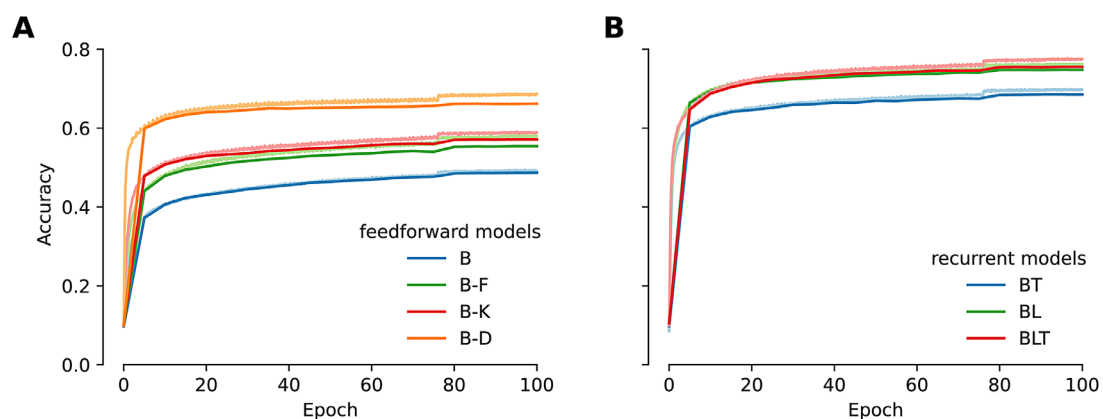 A
B
0.8
0.6
0.4
0.2
0.0
Accuracy
feedforward models
B
B-F
B-K
B-D
0 20 40 60 80 100
Epoch
recurrent models
BT
BL
BLT
0 20 40 60 80 100
Epoch